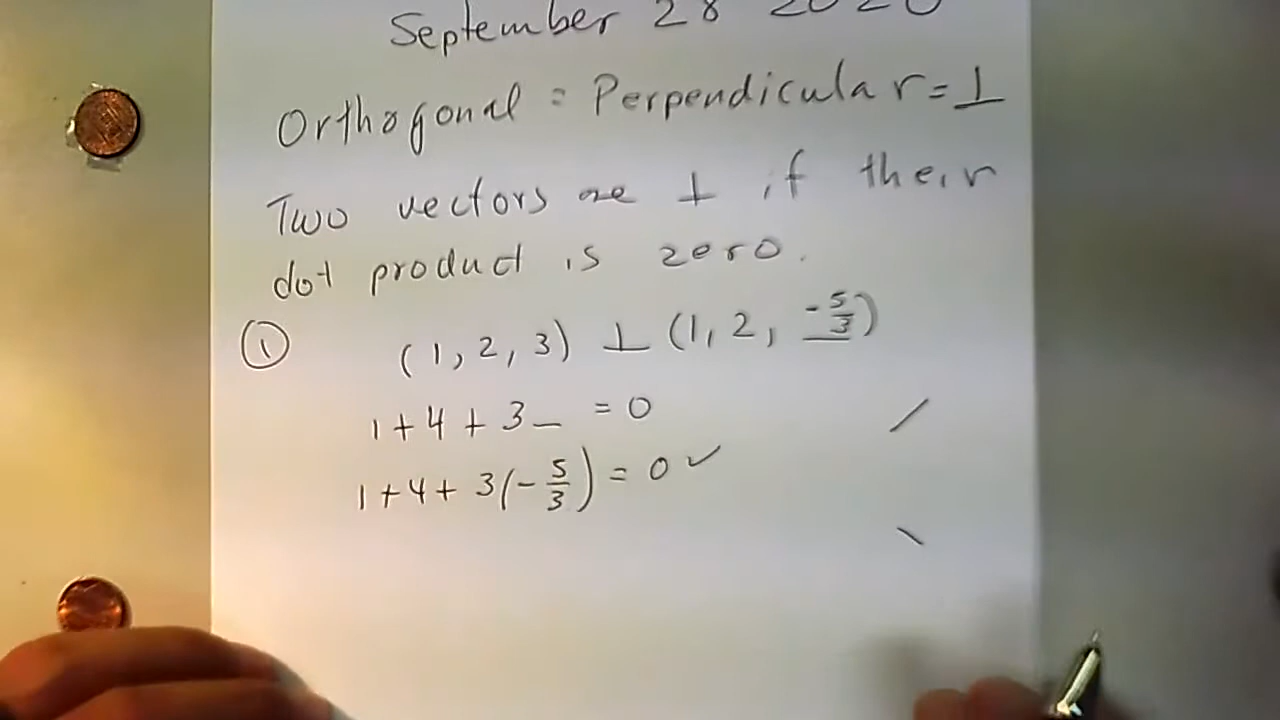 September 28 2020
Orthogonal = Perpendicular = ⊥
Two vectors are ⊥ if their
dot product is zero.
① (1, 2, 3) ⊥ (1, 2, -5/3)
1 + 4 + 3_ = 0
1 + 4 + 3(-5/3) = 0 ✓